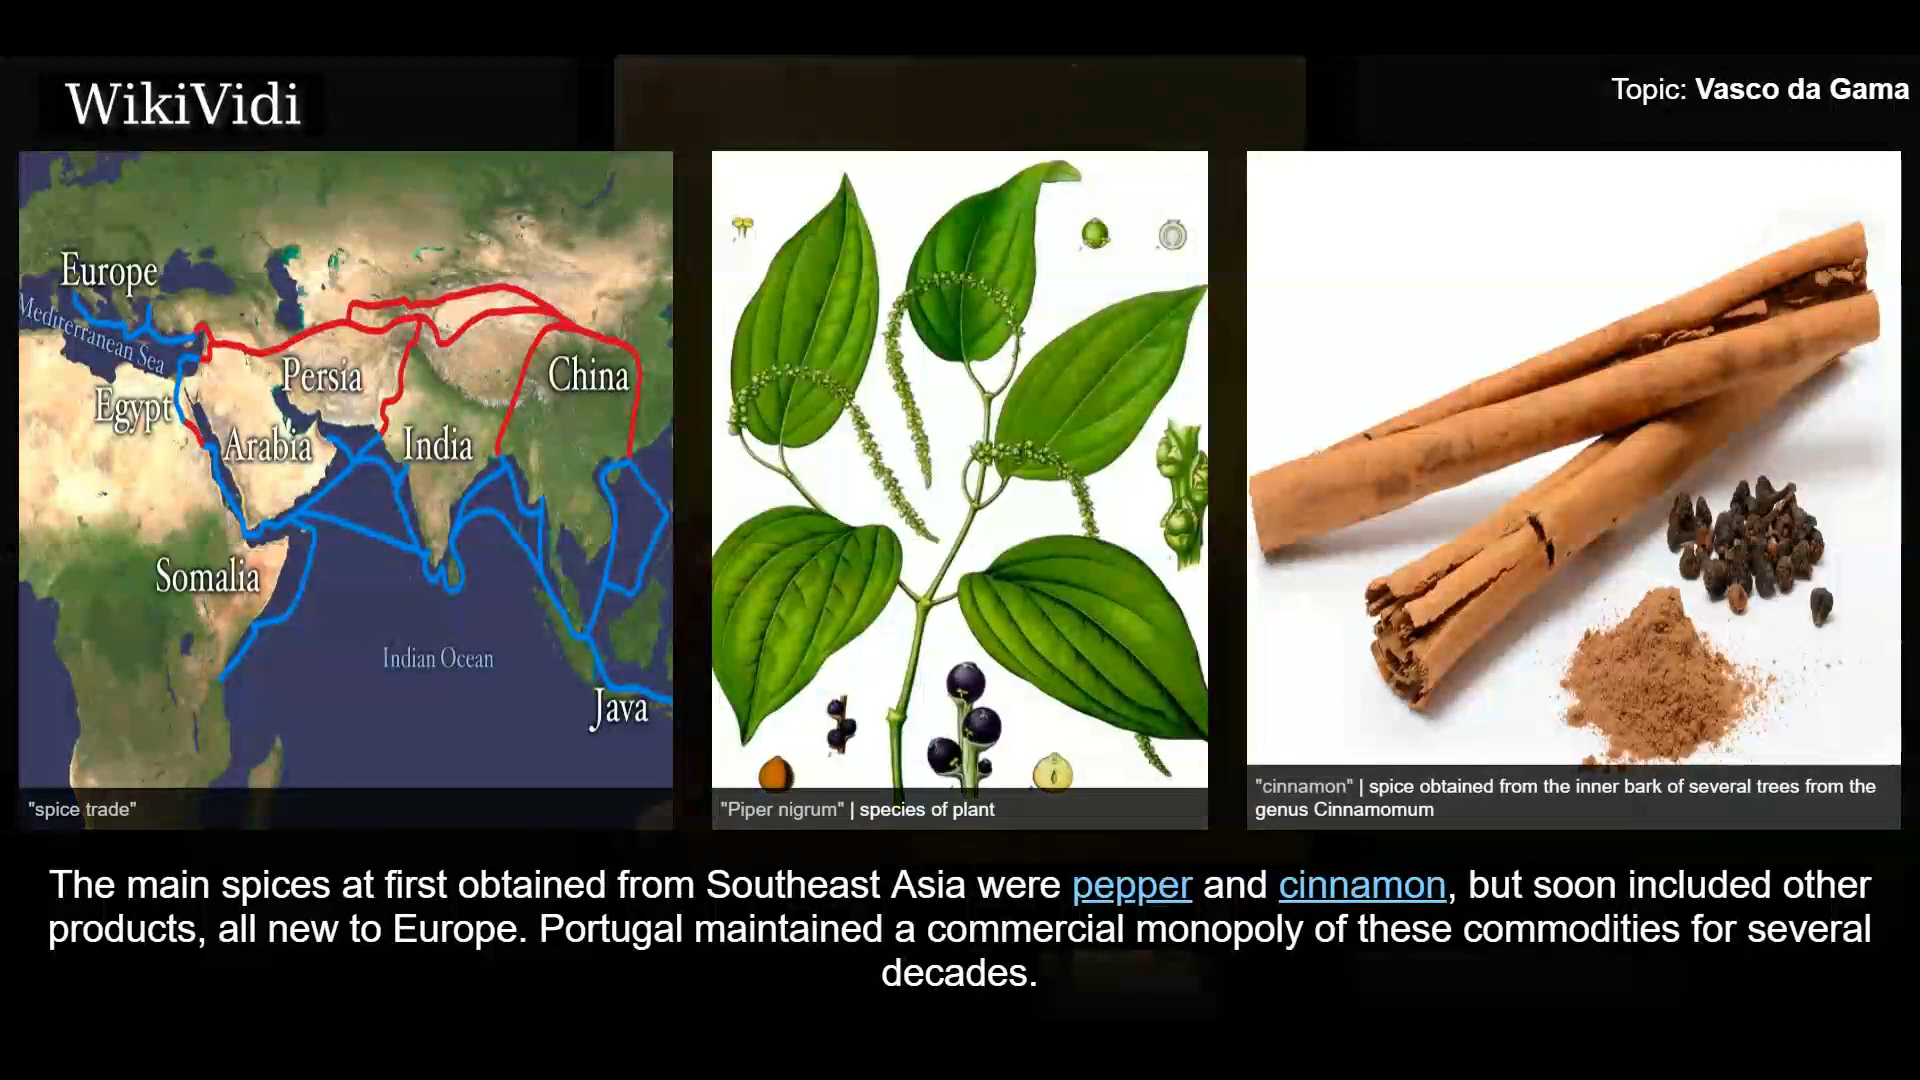 WikiVidi
Topic: Vasco da Gama
Europe
Mediterranean Sea
Persia
China
Egypt
Arabia
India
Somalia
Indian Ocean
Java
"spice trade"
"Piper nigrum" | species of plant
"cinnamon" | spice obtained from the inner bark of several trees from the
genus Cinnamomum
The main spices at first obtained from Southeast Asia were pepper and cinnamon, but soon included other
products, all new to Europe. Portugal maintained a commercial monopoly of these commodities for several
decades.